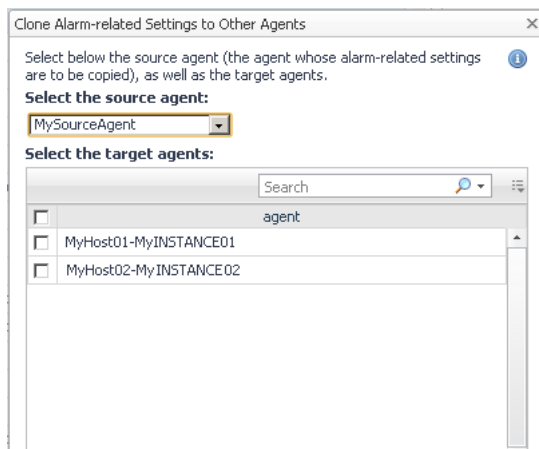 Clone Alarm-related Settings to Other Agents
Select below the source agent (the agent whose alarm-related settings
are to be copied), as well as the target agents.
Select the source agent:
MySourceAgent
Select the target agents:
Search
agent
MyHost01-MyINSTANCE01
MyHost02-MyINSTANCE02